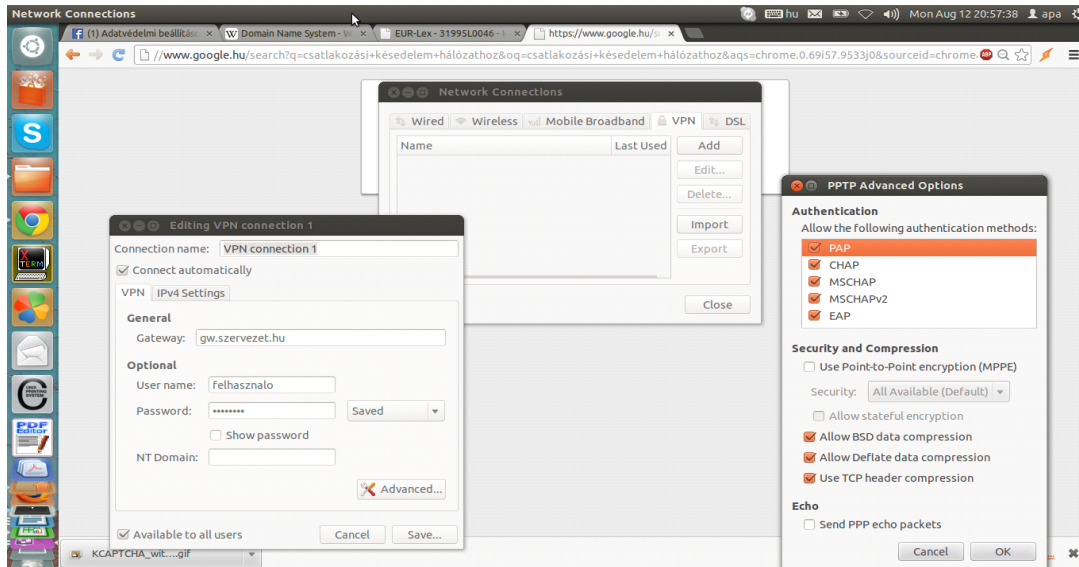 Network Connections
hu
Mon Aug 12 20:57:38
apa
(1) Adatvédelmi beállítás
Domain Name System - W
EUR-Lex - 31995L0046 -
https://www.google.hu/s
//www.google.hu/search?q=csatlakozási+késedelem+hálózathoz&oq=csatlakozási+késedelem+hálózathoz&aqs=chrome.0.69i57.9533j0&sourceid=chrome
ABP
Network Connections
Wired
Wireless
Mobile Broadband
VPN
DSL
Name
Last Used
Add
Edit...
Delete...
Import
Export
Close
Editing VPN connection 1
Connection name: VPN connection 1
Connect automatically
VPN
IPv4 Settings
General
Gateway: gw.szervezet.hu
Optional
User name: felhasznalo
Password: ••••••••
Saved
Show password
NT Domain:
Advanced...
Available to all users
Cancel
Save...
PPTP Advanced Options
Authentication
Allow the following authentication methods:
PAP
CHAP
MSCHAP
MSCHAPv2
EAP
Security and Compression
Use Point-to-Point encryption (MPPE)
Security: All Available (Default)
Allow stateful encryption
Allow BSD data compression
Allow Deflate data compression
Use TCP header compression
Echo
Send PPP echo packets
Cancel
OK
X
TERM
UNIX
PRINTING
SYSTEM
PDF
Editor
KCAPTCHA_wit....gif